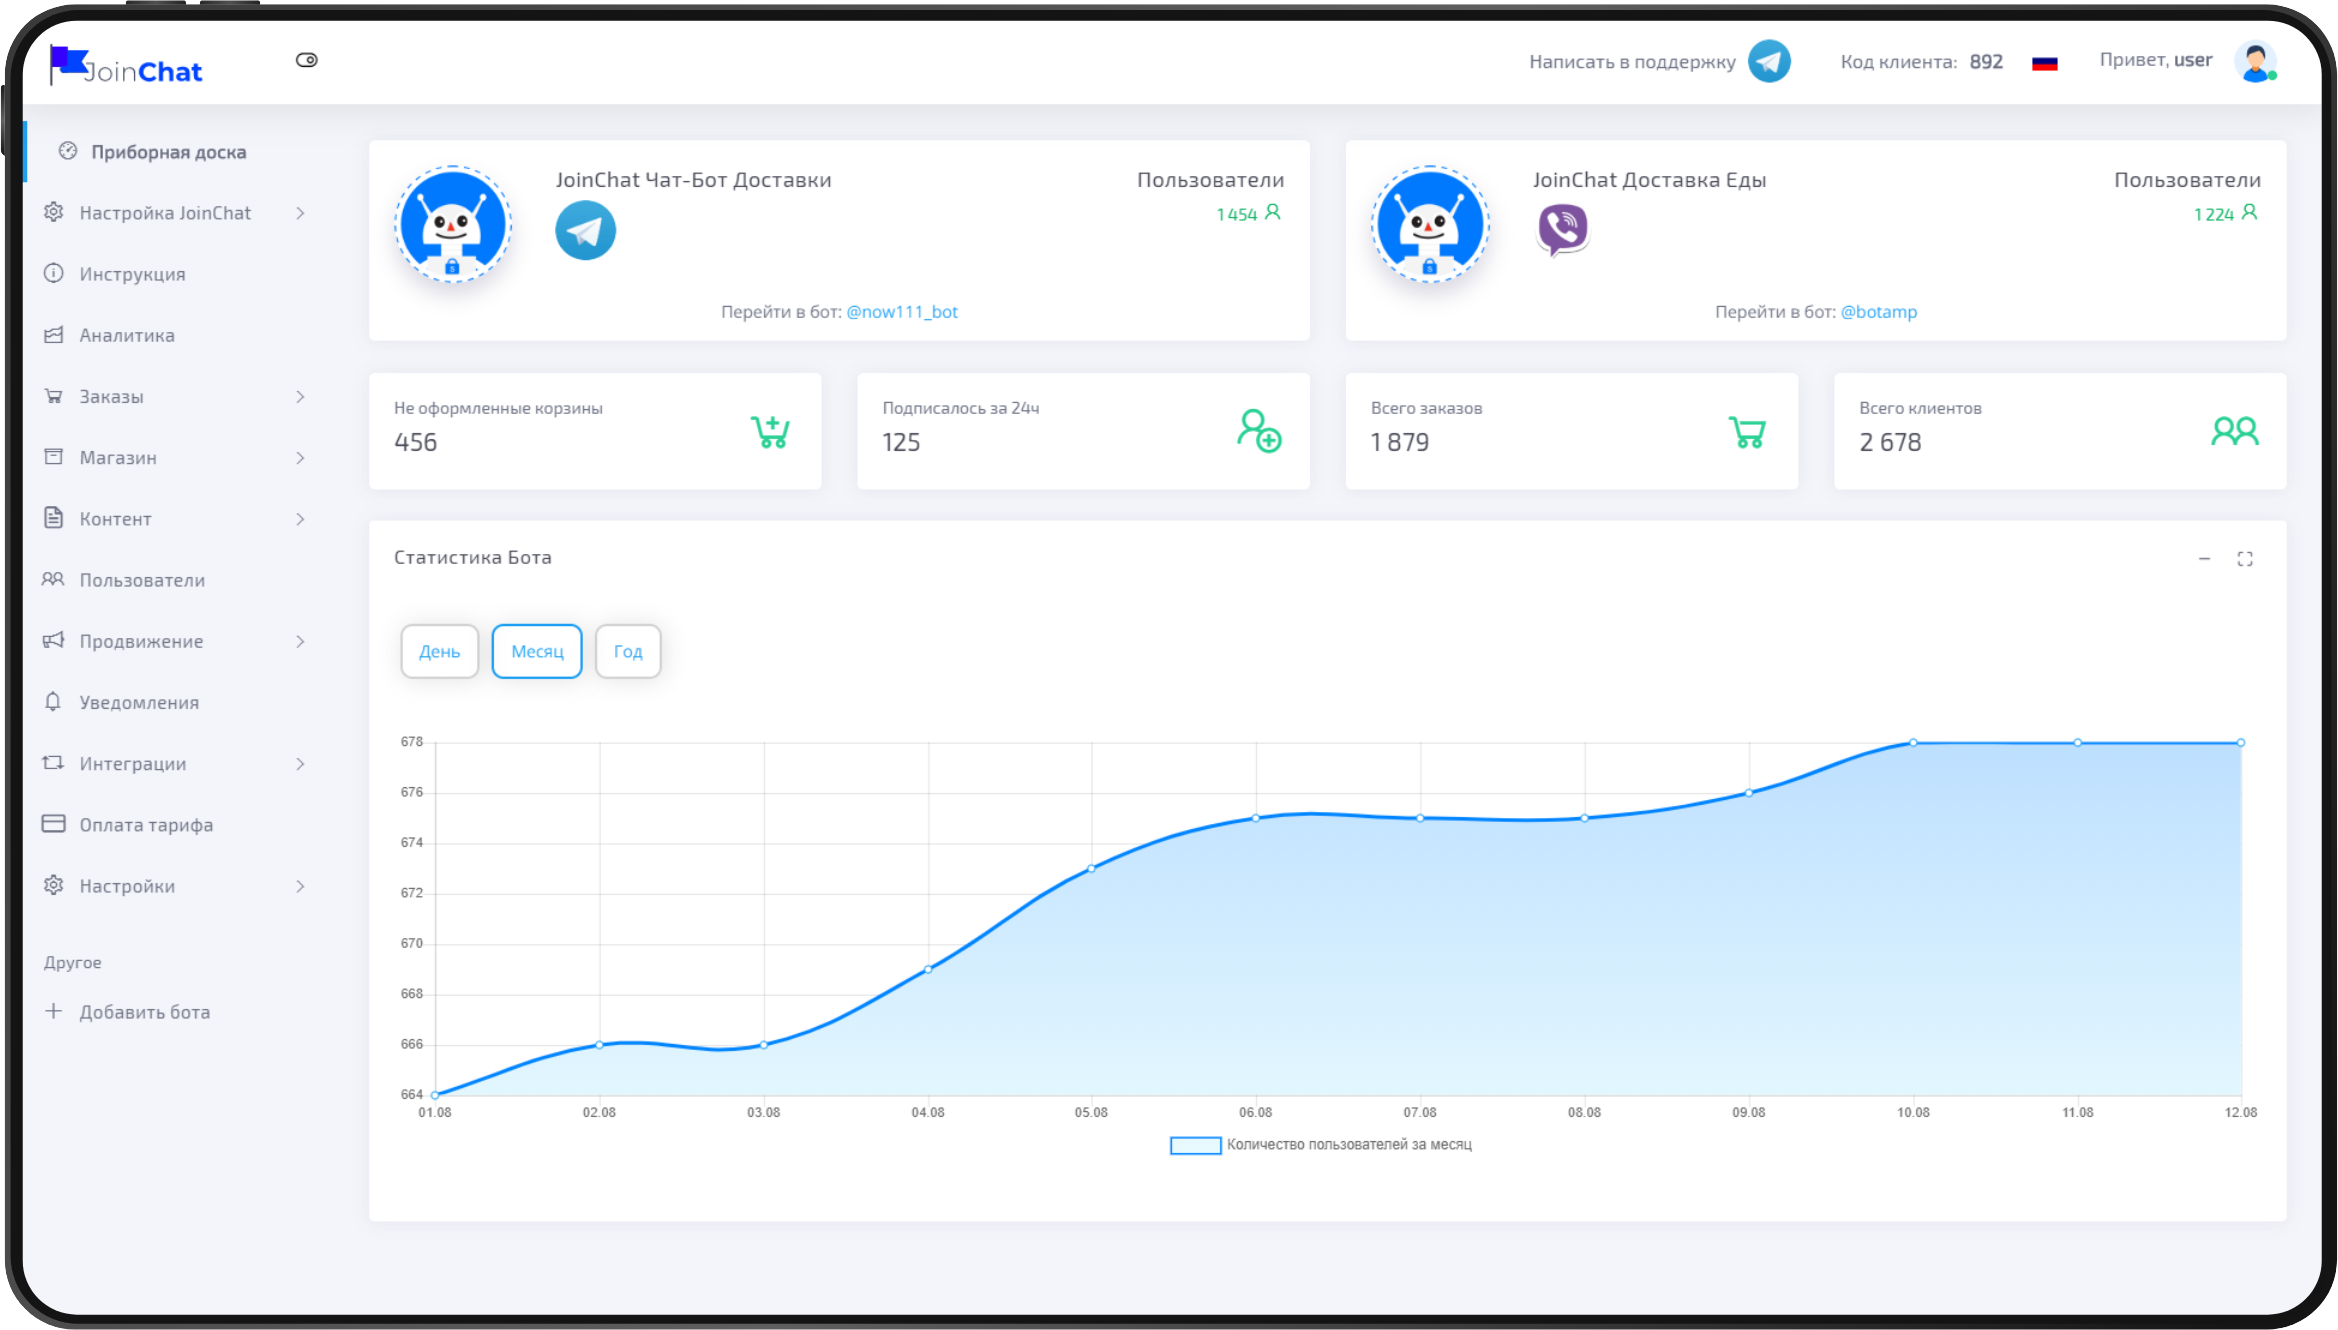 JoinChat
Написать в поддержку
Код клиента: 892
Привет, user
Приборная доска
Настройка JoinChat
Инструкция
Аналитика
Заказы
Магазин
Контент
Пользователи
Продвижение
Уведомления
Интеграции
Оплата тарифа
Настройки
Другое
Добавить бота
JoinChat Чат-Бот Доставки
Пользователи
1 454
Перейти в бот: @now111_bot
JoinChat Доставка Еды
Пользователи
1 224
Перейти в бот: @botamp
Не оформленные корзины
456
Подписалось за 24ч
125
Всего заказов
1 879
Всего клиентов
2 678
Статистика Бота
День
Месяц
Год
678
676
674
672
670
668
666
664
01.08 02.08 03.08 04.08 05.08 06.08 07.08 08.08 09.08 10.08 11.08 12.08
Количество пользователей за месяц